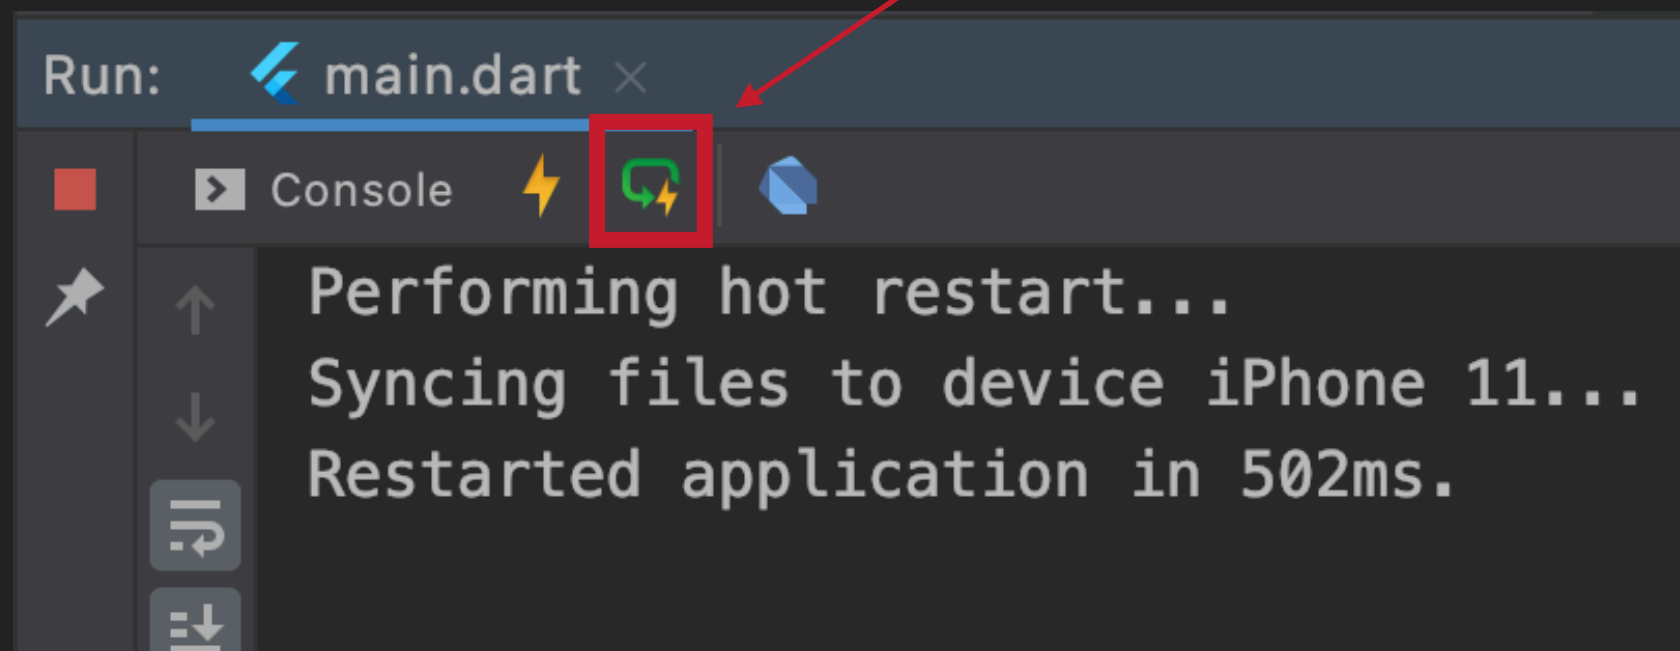 Run: main.dart
Console
Performing hot restart...
Syncing files to device iPhone 11...
Restarted application in 502ms.